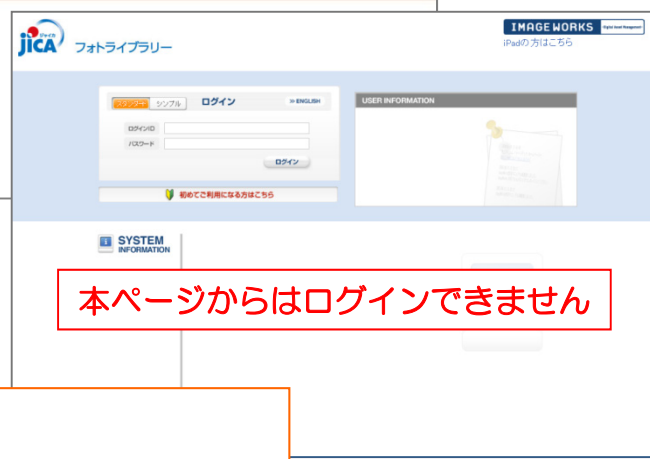 jICA
フォトライブラリー
IMAGE WORKS Digital Asset Management
iPadの方はこちら
シンプル ログイン >> ENGLISH
ログインID
パスワード
ログイン
初めてご利用になる方はこちら
USER INFORMATION
SYSTEM
INFORMATION
本ページからはログインできません